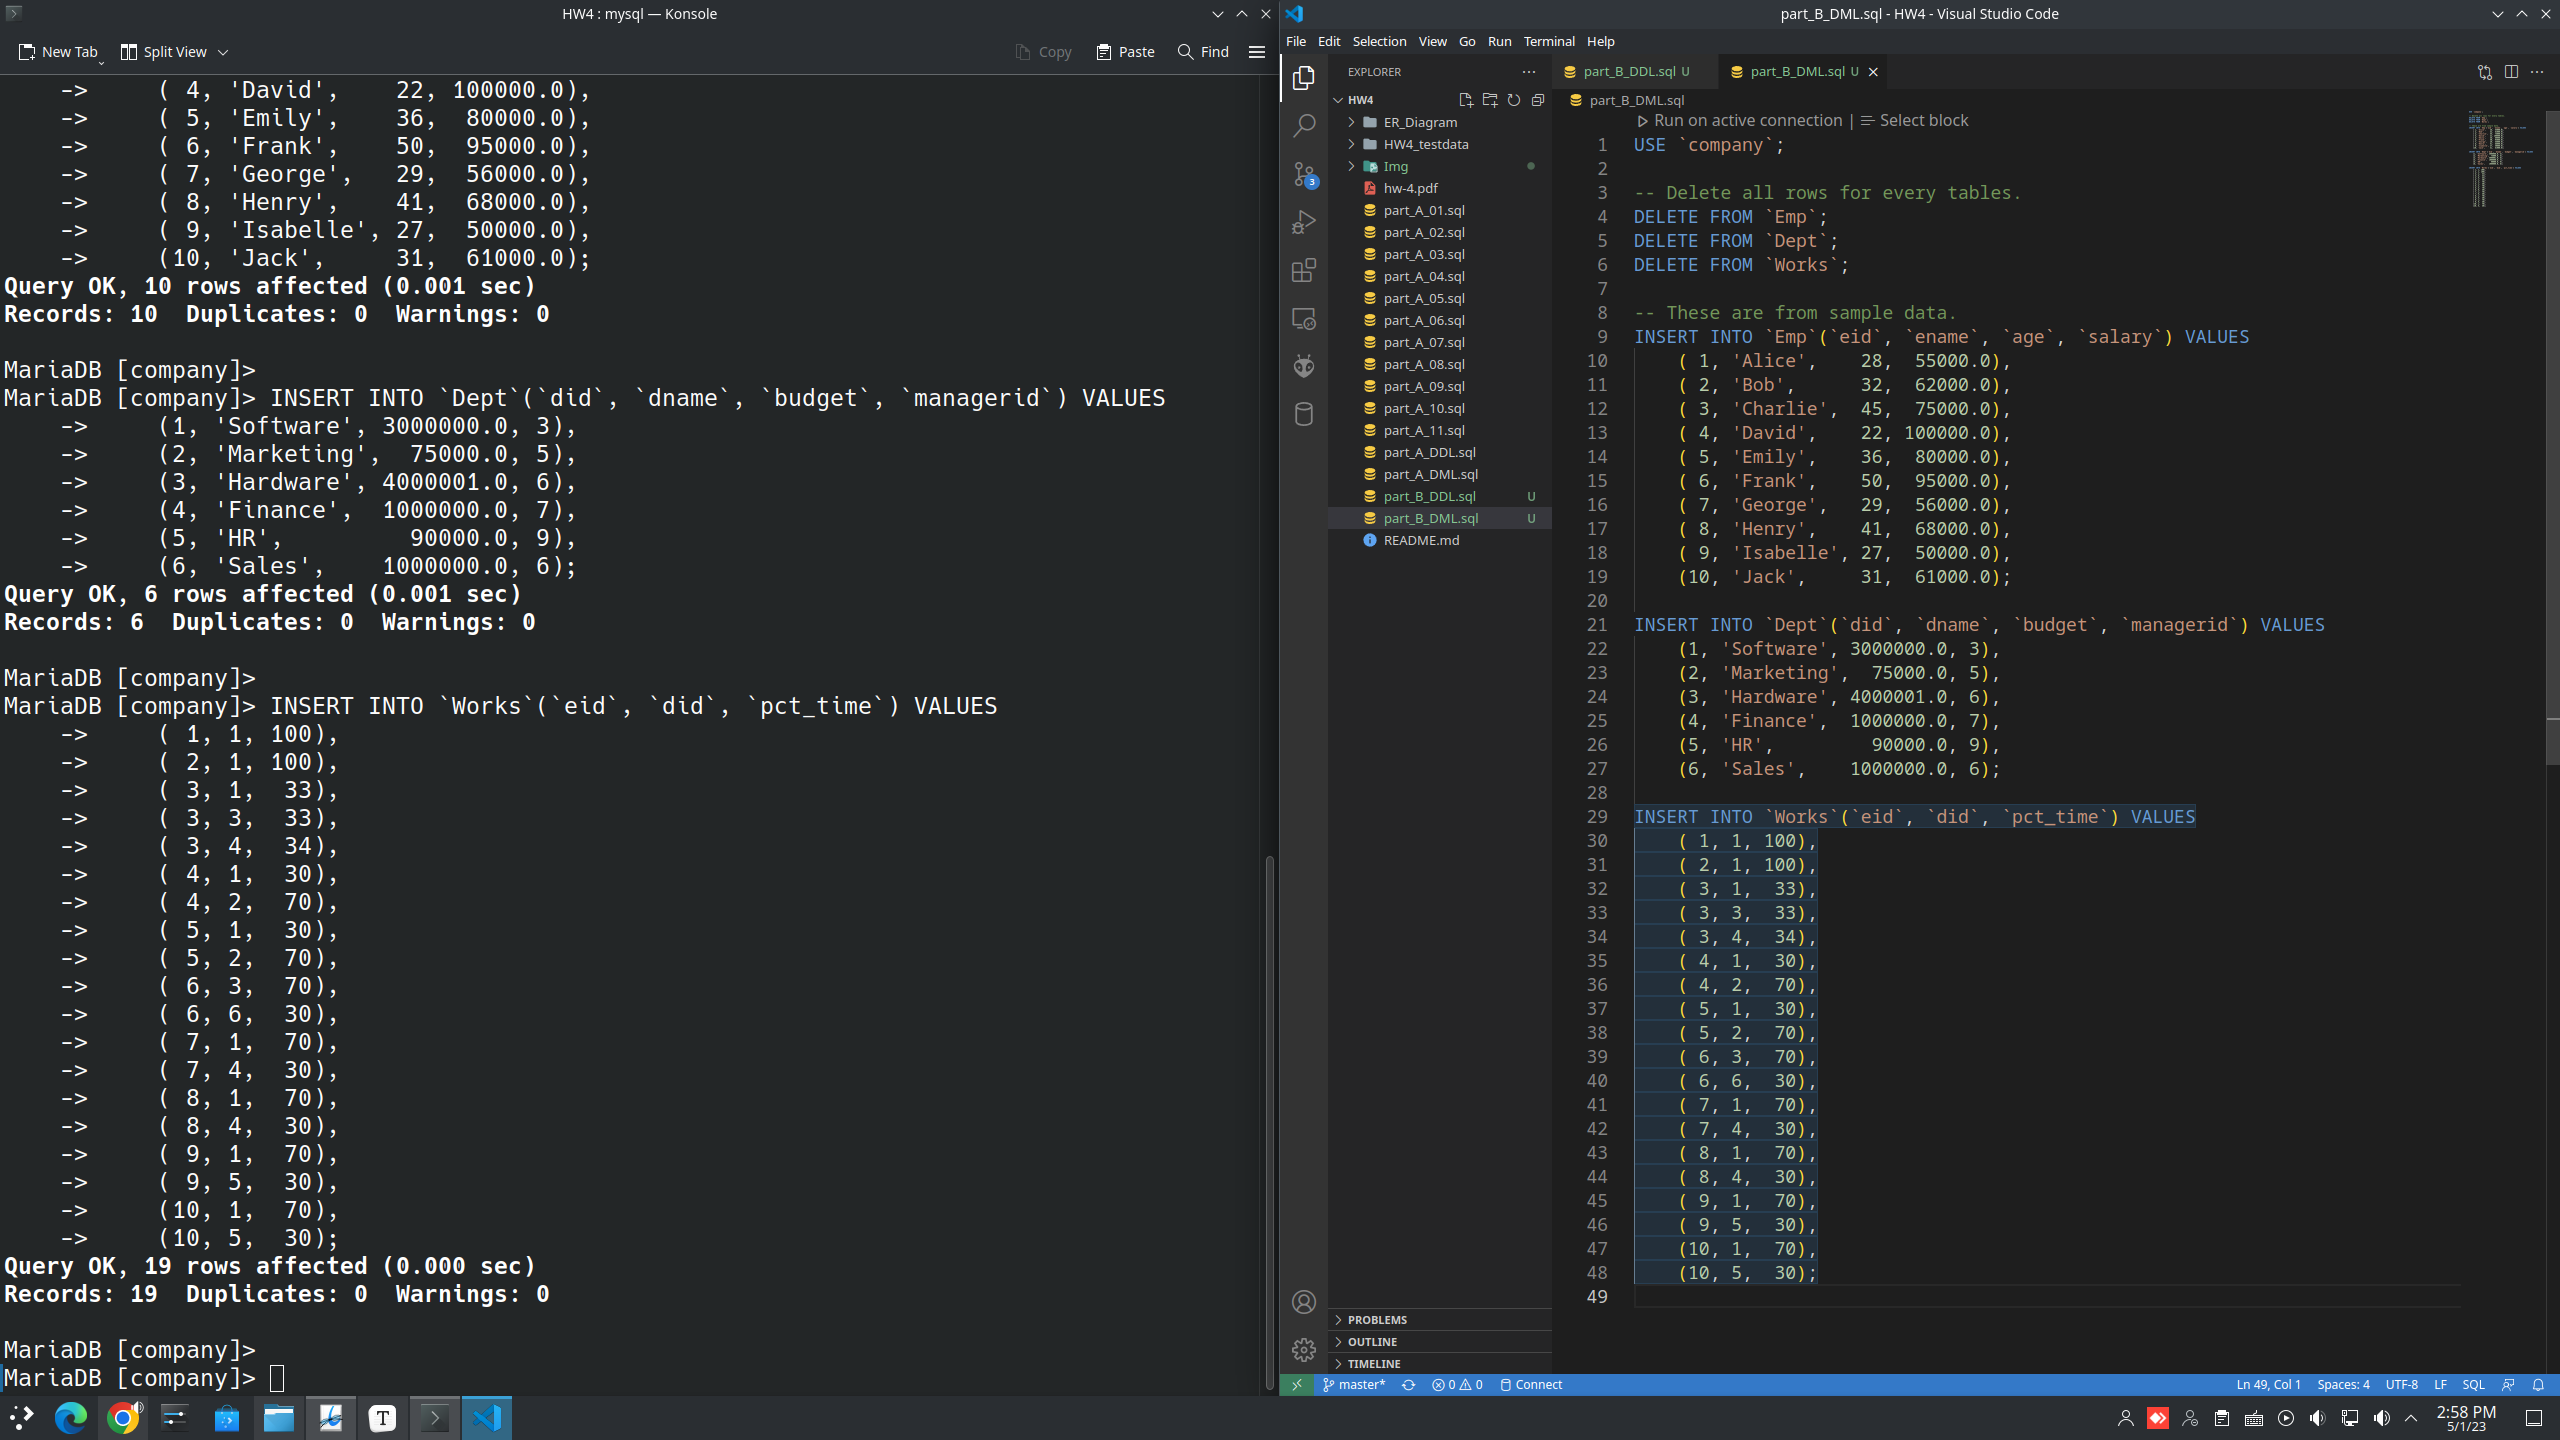 HW4 : mysql — Konsole
New Tab
Split View
Copy
Paste
Find
    ->     ( 4, 'David',    22, 100000.0),
    ->     ( 5, 'Emily',    36,  80000.0),
    ->     ( 6, 'Frank',    50,  95000.0),
    ->     ( 7, 'George',   29,  56000.0),
    ->     ( 8, 'Henry',    41,  68000.0),
    ->     ( 9, 'Isabelle', 27,  50000.0),
    ->     (10, 'Jack',     31,  61000.0);
Query OK, 10 rows affected (0.001 sec)
Records: 10  Duplicates: 0  Warnings: 0
MariaDB [company]>
MariaDB [company]> INSERT INTO `Dept`(`did`, `dname`, `budget`, `managerid`) VALUES
    ->     (1, 'Software', 3000000.0, 3),
    ->     (2, 'Marketing',  75000.0, 5),
    ->     (3, 'Hardware', 4000001.0, 6),
    ->     (4, 'Finance',  1000000.0, 7),
    ->     (5, 'HR',         90000.0, 9),
    ->     (6, 'Sales',    1000000.0, 6);
Query OK, 6 rows affected (0.001 sec)
Records: 6  Duplicates: 0  Warnings: 0
MariaDB [company]>
MariaDB [company]> INSERT INTO `Works`(`eid`, `did`, `pct_time`) VALUES
    ->     ( 1, 1, 100),
    ->     ( 2, 1, 100),
    ->     ( 3, 1,  33),
    ->     ( 3, 3,  33),
    ->     ( 3, 4,  34),
    ->     ( 4, 1,  30),
    ->     ( 4, 2,  70),
    ->     ( 5, 1,  30),
    ->     ( 5, 2,  70),
    ->     ( 6, 3,  70),
    ->     ( 6, 6,  30),
    ->     ( 7, 1,  70),
    ->     ( 7, 4,  30),
    ->     ( 8, 1,  70),
    ->     ( 8, 4,  30),
    ->     ( 9, 1,  70),
    ->     ( 9, 5,  30),
    ->     (10, 1,  70),
    ->     (10, 5,  30);
Query OK, 19 rows affected (0.000 sec)
Records: 19  Duplicates: 0  Warnings: 0
MariaDB [company]>
MariaDB [company]>
part_B_DML.sql - HW4 - Visual Studio Code
File Edit Selection View Go Run Terminal Help
EXPLORER
HW4
ER_Diagram
HW4_testdata
Img
hw-4.pdf
part_A_01.sql
part_A_02.sql
part_A_03.sql
part_A_04.sql
part_A_05.sql
part_A_06.sql
part_A_07.sql
part_A_08.sql
part_A_09.sql
part_A_10.sql
part_A_11.sql
part_A_DDL.sql
part_A_DML.sql
part_B_DDL.sql U
part_B_DML.sql U
README.md
PROBLEMS
OUTLINE
TIMELINE
3
part_B_DDL.sql U
part_B_DML.sql U
part_B_DML.sql
Run on active connection | Select block
1 USE `company`;
2
3 -- Delete all rows for every tables.
4 DELETE FROM `Emp`;
5 DELETE FROM `Dept`;
6 DELETE FROM `Works`;
7
8 -- These are from sample data.
9 INSERT INTO `Emp`(`eid`, `ename`, `age`, `salary`) VALUES
10     ( 1, 'Alice',    28,  55000.0),
11     ( 2, 'Bob',      32,  62000.0),
12     ( 3, 'Charlie',  45,  75000.0),
13     ( 4, 'David',    22, 100000.0),
14     ( 5, 'Emily',    36,  80000.0),
15     ( 6, 'Frank',    50,  95000.0),
16     ( 7, 'George',   29,  56000.0),
17     ( 8, 'Henry',    41,  68000.0),
18     ( 9, 'Isabelle', 27,  50000.0),
19     (10, 'Jack',     31,  61000.0);
20
21 INSERT INTO `Dept`(`did`, `dname`, `budget`, `managerid`) VALUES
22     (1, 'Software', 3000000.0, 3),
23     (2, 'Marketing',  75000.0, 5),
24     (3, 'Hardware', 4000001.0, 6),
25     (4, 'Finance',  1000000.0, 7),
26     (5, 'HR',         90000.0, 9),
27     (6, 'Sales',    1000000.0, 6);
28
29 INSERT INTO `Works`(`eid`, `did`, `pct_time`) VALUES
30     ( 1, 1, 100),
31     ( 2, 1, 100),
32     ( 3, 1,  33),
33     ( 3, 3,  33),
34     ( 3, 4,  34),
35     ( 4, 1,  30),
36     ( 4, 2,  70),
37     ( 5, 1,  30),
38     ( 5, 2,  70),
39     ( 6, 3,  70),
40     ( 6, 6,  30),
41     ( 7, 1,  70),
42     ( 7, 4,  30),
43     ( 8, 1,  70),
44     ( 8, 4,  30),
45     ( 9, 1,  70),
46     ( 9, 5,  30),
47     (10, 1,  70),
48     (10, 5,  30);
49
master* 0 0 Connect
Ln 49, Col 1 Spaces: 4 UTF-8 LF SQL
T
2:58 PM
5/1/23